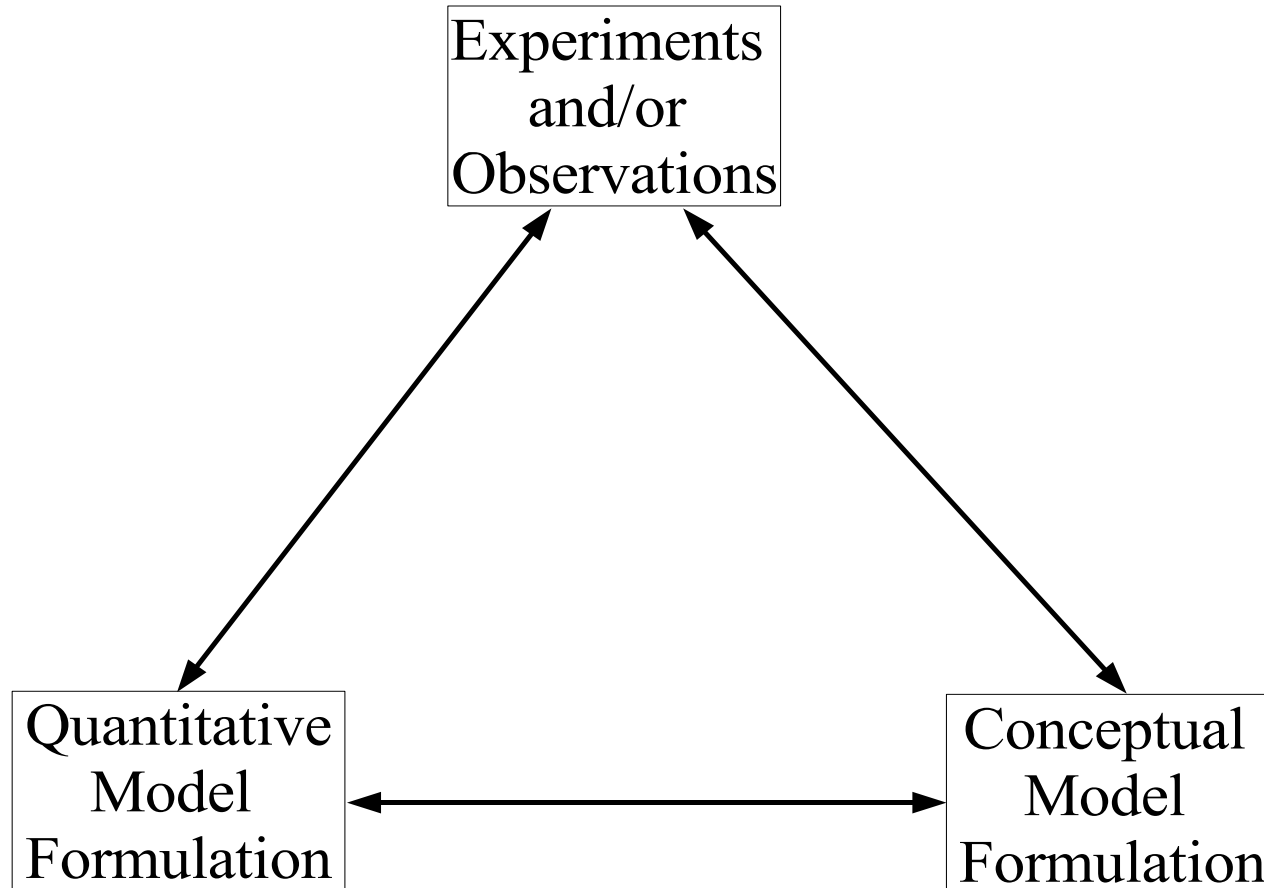 Experiments
and/or
Observations
Quantitative
Model
Formulation
Conceptual
Model
Formulation